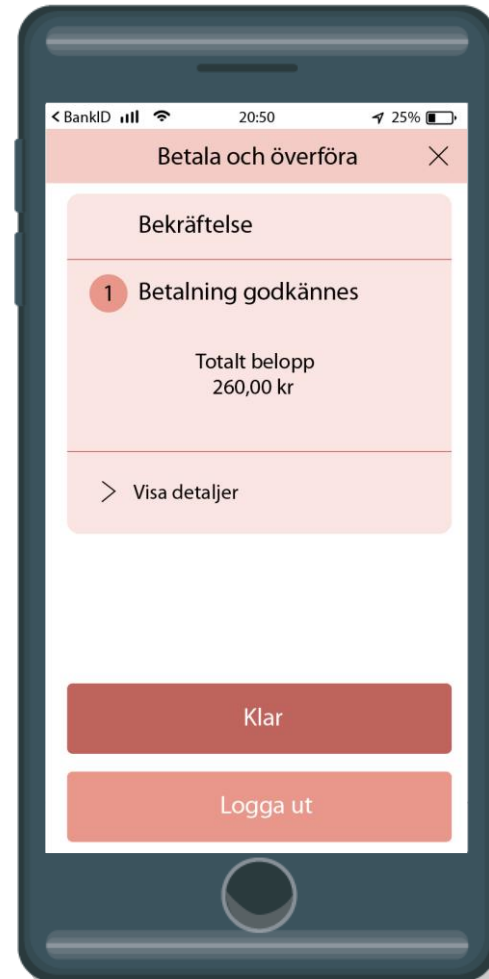 BankID 20:50 25%
Betala och överföra
Bekräftelse
1 Betalning godkännes
Totalt belopp
260,00 kr
Visa detaljer
Klar
Logga ut